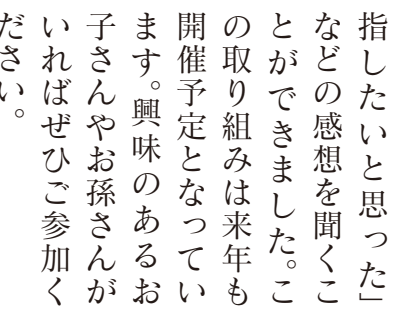 指したいと思った」
などの感想を聞くこ
とができました。こ
の取り組みは来年も
開催予定となってい
ます。興味のあるお
子さんやお孫さんが
いればぜひご参加く
ださい。